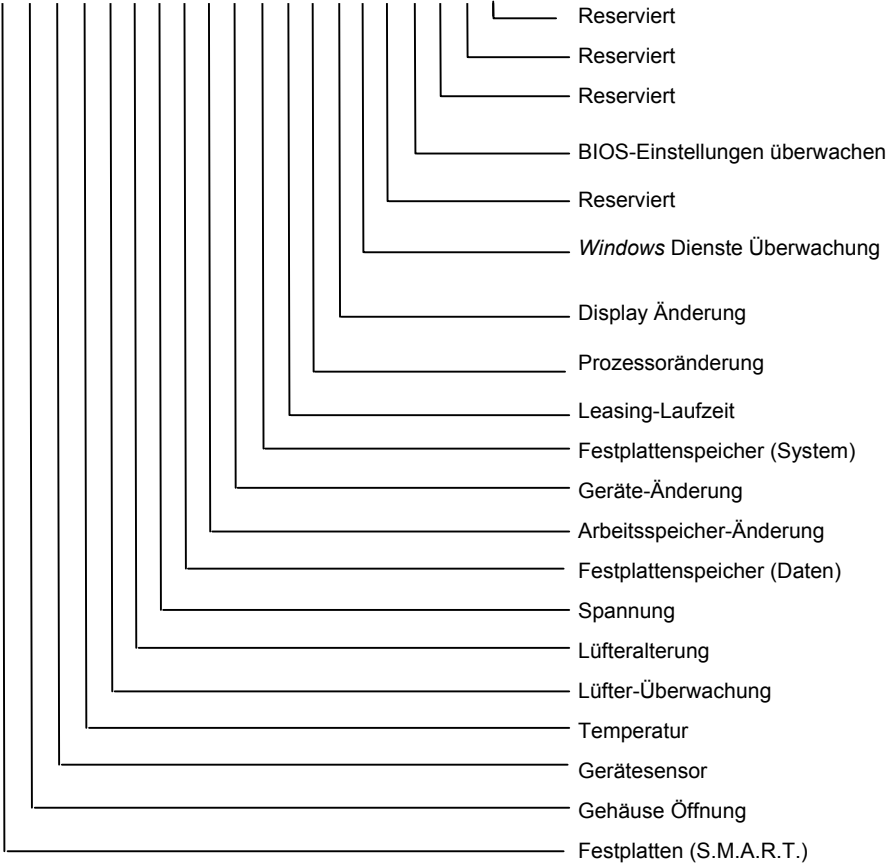 Reserviert
Reserviert
Reserviert
BIOS-Einstellungen überwachen
Reserviert
Windows Dienste Überwachung
Display Änderung
Prozessoränderung
Leasing-Laufzeit
Festplattenspeicher (System)
Geräte-Änderung
Arbeitsspeicher-Änderung
Festplattenspeicher (Daten)
Spannung
Lüfteralterung
Lüfter-Überwachung
Temperatur
Gerätesensor
Gehäuse Öffnung
Festplatten (S.M.A.R.T.)